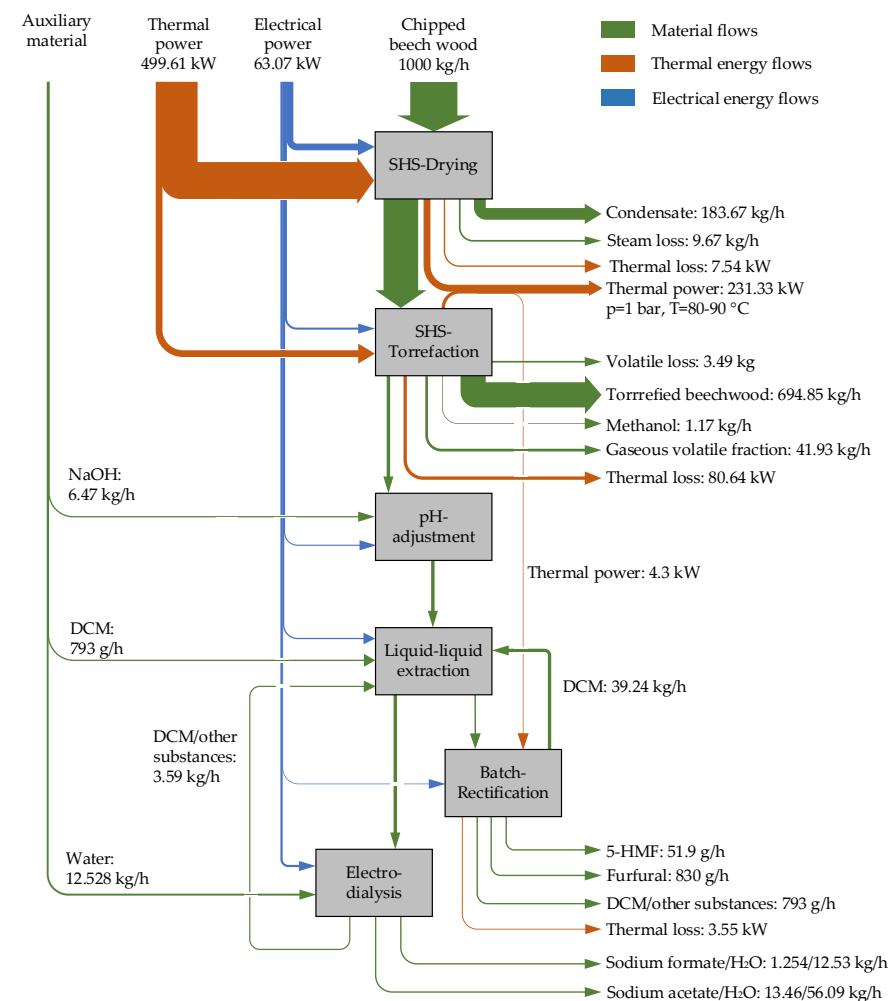 Auxiliary
material
Thermal
power
499.61 kW
Electrical
power
63.07 kW
Chipped
beech wood
1000 kg/h
Material flows
Thermal energy flows
Electrical energy flows
SHS-Drying
Condensate: 183.67 kg/h
Steam loss: 9.67 kg/h
Thermal loss: 7.54 kW
Thermal power: 231.33 kW
p=1 bar, T=80-90 °C
SHS-
Torrefaction
Volatile loss: 3.49 kg
Torrrefied beechwood: 694.85 kg/h
Methanol: 1.17 kg/h
Gaseous volatile fraction: 41.93 kg/h
Thermal loss: 80.64 kW
NaOH:
6.47 kg/h
pH-
adjustment
Thermal power: 4.3 kW
DCM:
793 g/h
Liquid-liquid
extraction
DCM: 39.24 kg/h
DCM/other
substances:
3.59 kg/h
Batch-
Rectification
5-HMF: 51.9 g/h
Furfural: 830 g/h
DCM/other substances: 793 g/h
Thermal loss: 3.55 kW
Water:
12.528 kg/h
Electro-
dialysis
Sodium formate/H₂O: 1.254/12.53 kg/h
Sodium acetate/H₂O: 13.46/56.09 kg/h